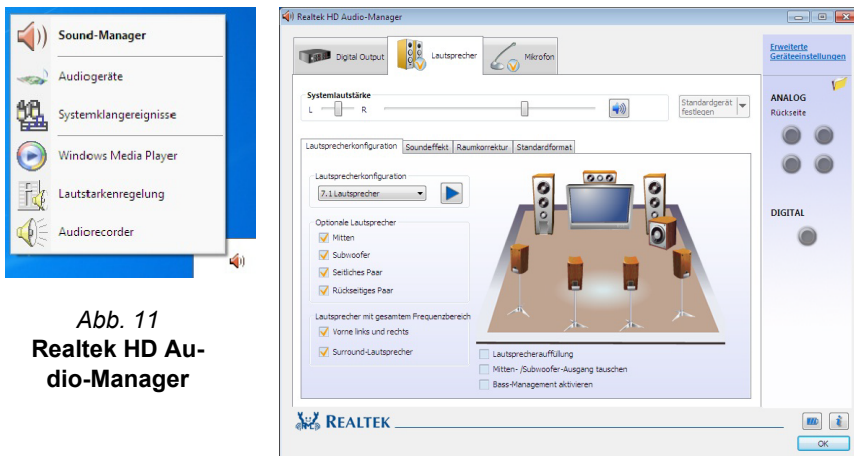 Sound-Manager
Audiogeräte
Systemklangereignisse
Windows Media Player
Lautstarkenregelung
Audiorecorder
Abb. 11
Realtek HD Au-
dio-Manager
Realtek HD Audio-Manager
Digital Output
Lautsprecher
Mikrofon
Erweiterte
Geräteeinstellungen
Systemlautstärke
L R
Standardgerät
festlegen
ANALOG
Rückseite
Lautsprecherkonfiguration Soundeffekt Raumkorrektur Standardformat
Lautsprecherkonfiguration
7.1 Lautsprecher
Optionale Lautsprecher
Mitten
Subwoofer
Seitliches Paar
Rückseitiges Paar
DIGITAL
Lautsprecher mit gesamtem Frequenzbereich
Vorne links und rechts
Surround-Lautsprecher
Lautsprecherauffüllung
Mitten- /Subwoofer-Ausgang tauschen
Bass-Management aktivieren
REALTEK
OK